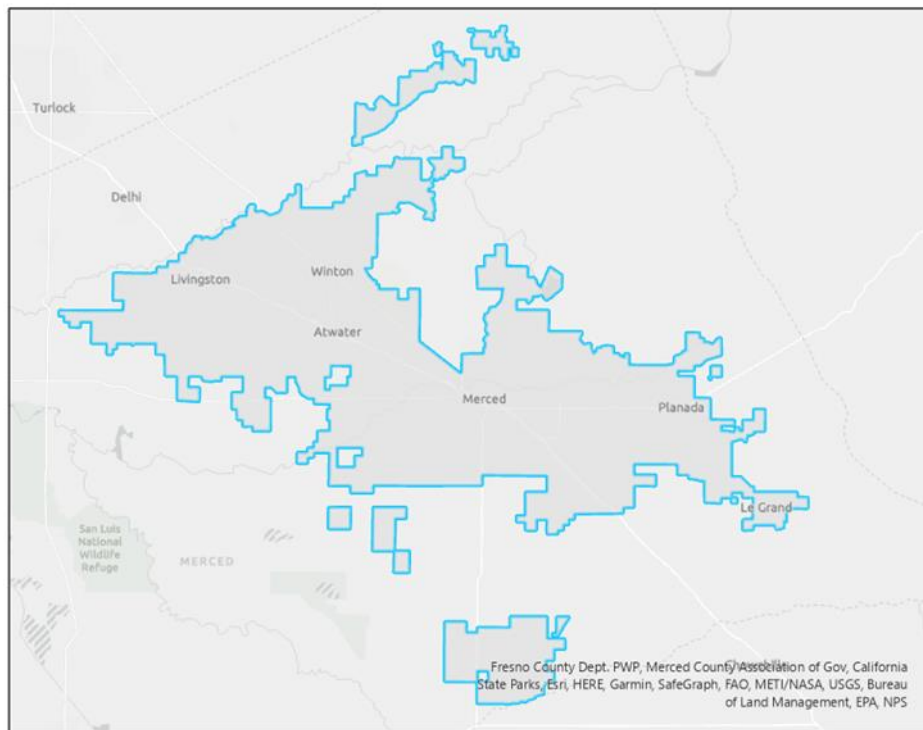 Turlock
Delhi
Livingston
Winton
Atwater
Merced
Planada
Le Grand
San Luis
National
Wildlife
Refuge
MERCED
Fresno County Dept. PWP, Merced County Association of Gov, California
State Parks, Esri, HERE, Garmin, SafeGraph, FAO, METI/NASA, USGS, Bureau
of Land Management, EPA, NPS